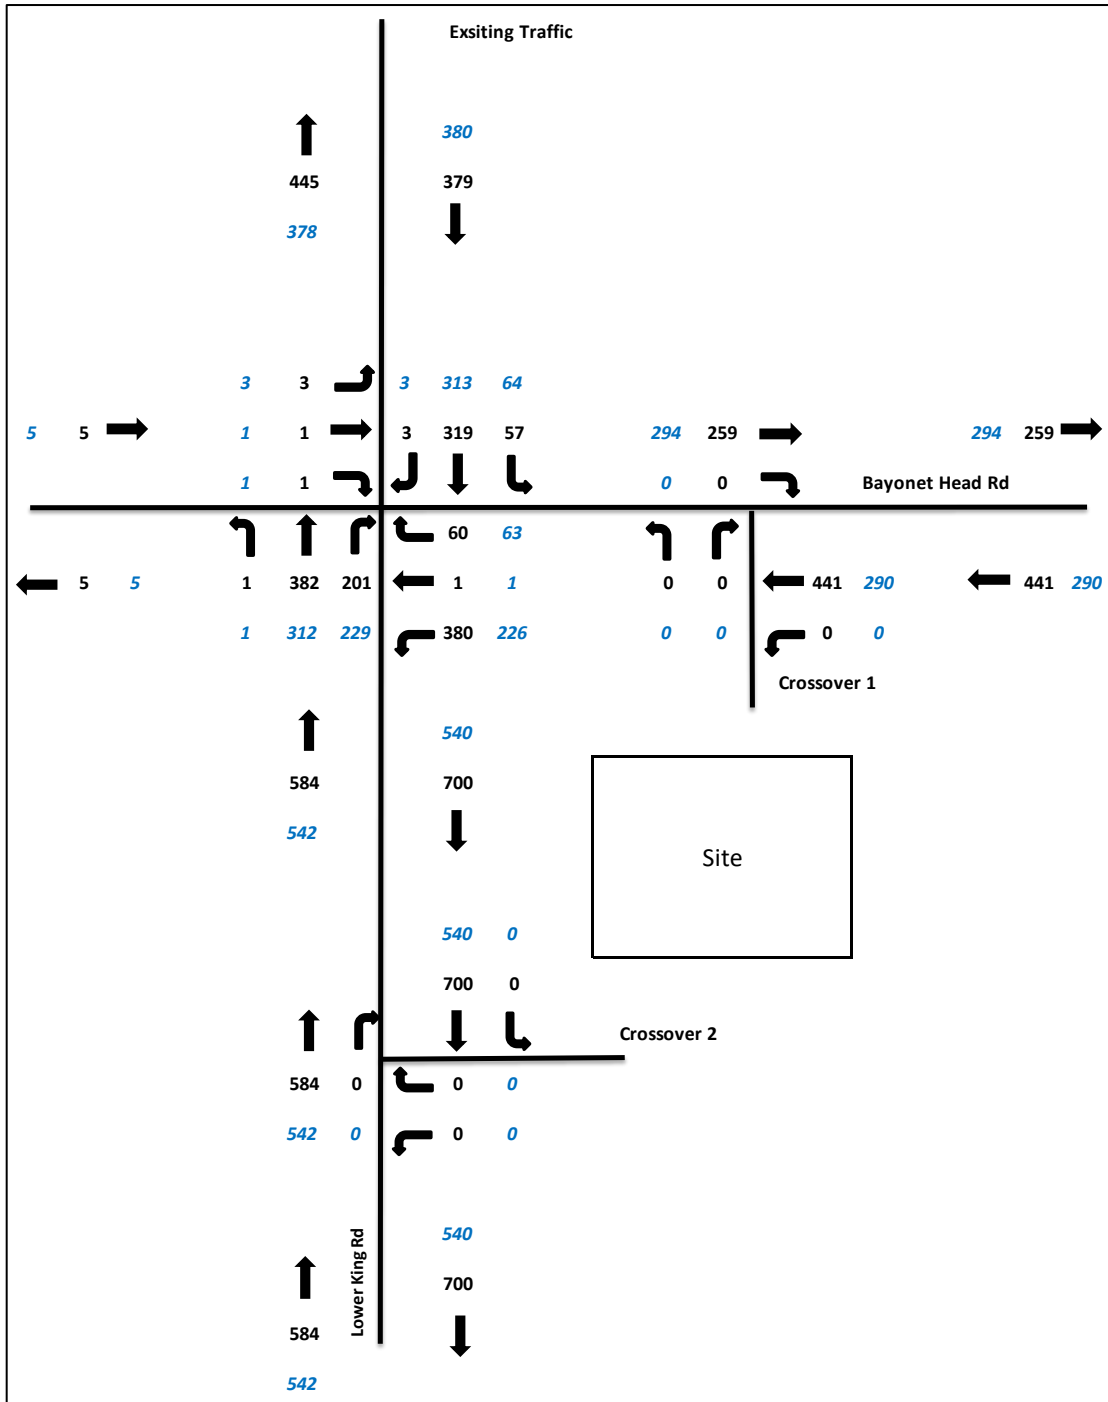 Exsiting Traffic
380
445 379
378
3 3 3 313 64
5 5 1 1 3 319 57 294 259 294 259
1 1 0 0 Bayonet Head Rd
60 63
5 5 1 382 201 1 1 0 0 441 290 441 290
1 312 229 380 226 0 0 0 0
Crossover 1
540
584 700
542
Site
540 0
700 0
Crossover 2
584 0 0 0
542 0 0 0
Lower King Rd
540
700
584
542